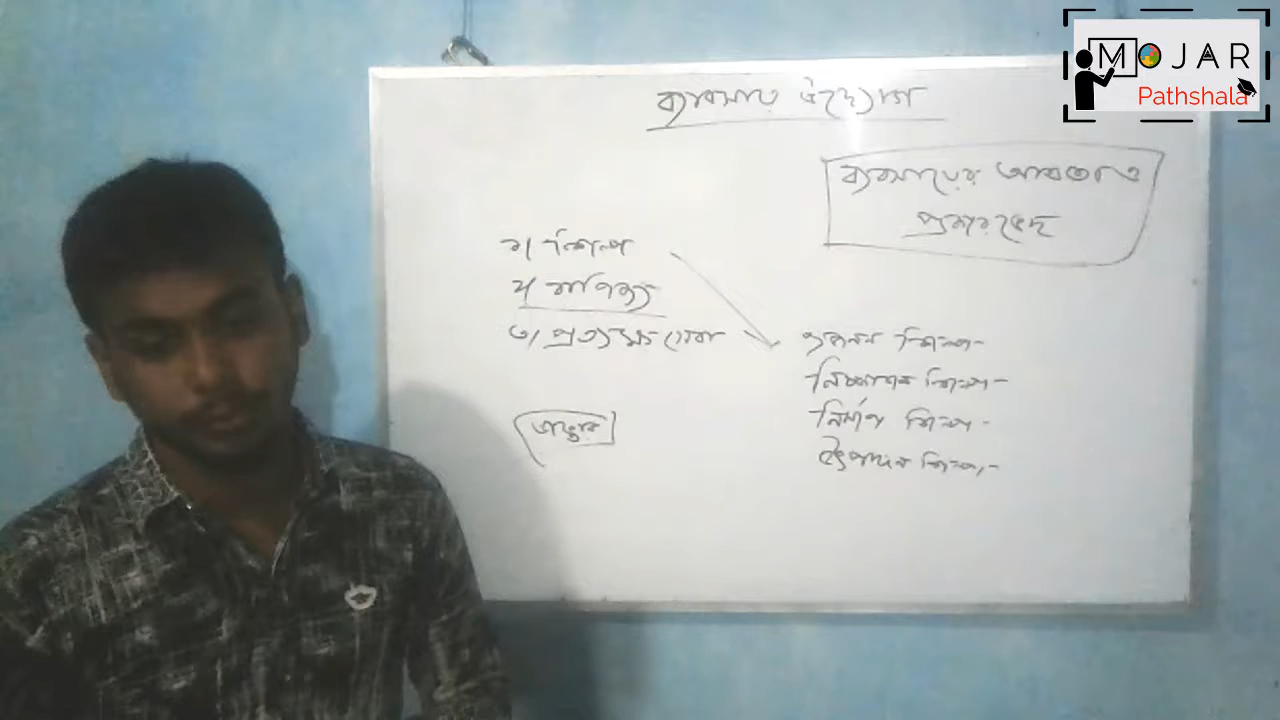 MOJAR
Pathshala
ব্যবসায় উদ্যোগ
ব্যবসায়ের আওতা ও
প্রকারভেদ
১। শিল্প
২। বাণিজ্য
৩। প্রত্যক্ষ সেবা
প্রজনন শিল্প-
নিষ্কাশন শিল্প-
নির্মাণ শিল্প-
উৎপাদন শিল্প-
ডাক্তার